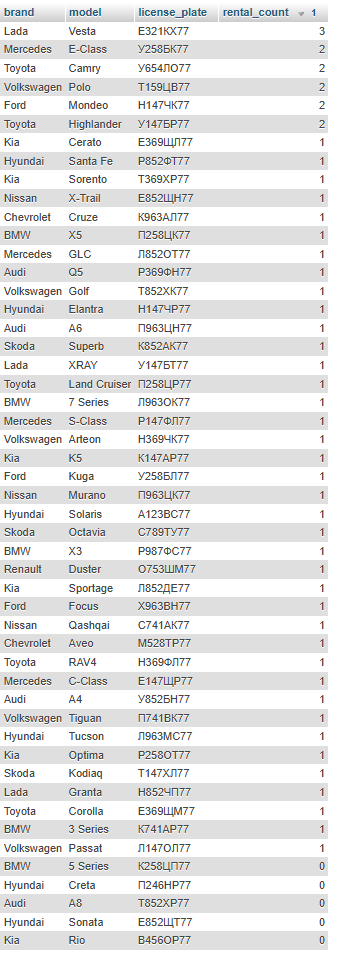 brand model license_plate rental_count 1
Lada Vesta Е321КХ77 3
Mercedes E-Class У258БК77 2
Toyota Camry У654ЛО77 2
Volkswagen Polo Т159ЦВ77 2
Ford Mondeo Н147ЧК77 2
Toyota Highlander У147БР77 2
Kia Cerato Е369ЩЛ77 1
Hyundai Santa Fe Р852ФТ77 1
Kia Sorento Т369ХР77 1
Nissan X-Trail Е852ЩН77 1
Chevrolet Cruze К963АЛ77 1
BMW X5 П258ЦК77 1
Mercedes GLC Л852ОТ77 1
Audi Q5 Р369ФН77 1
Volkswagen Golf Т852ХК77 1
Hyundai Elantra Н147ЧР77 1
Audi A6 П963ЦН77 1
Skoda Superb К852АК77 1
Lada XRAY У147БТ77 1
Toyota Land Cruiser П258ЦР77 1
BMW 7 Series Л963ОК77 1
Mercedes S-Class Р147ФЛ77 1
Volkswagen Arteon Н369ЧК77 1
Kia K5 К147АР77 1
Ford Kuga У258БЛ77 1
Nissan Murano П963ЦК77 1
Hyundai Solaris А123ВС77 1
Skoda Octavia С789ТУ77 1
BMW X3 Р987ФС77 1
Renault Duster О753ШМ77 1
Kia Sportage Л852ДЕ77 1
Ford Focus Х963ВН77 1
Nissan Qashqai С741АК77 1
Chevrolet Aveo М528ТР77 1
Toyota RAV4 Н369ФЛ77 1
Mercedes C-Class Е147ЩР77 1
Audi A4 У852БН77 1
Volkswagen Tiguan П741ВК77 1
Hyundai Tucson Л963МС77 1
Kia Optima Р258ОТ77 1
Skoda Kodiaq Т147ХЛ77 1
Lada Granta Н852ЧП77 1
Toyota Corolla Е369ЩМ77 1
BMW 3 Series К741АР77 1
Volkswagen Passat Л147ОЛ77 1
BMW 5 Series К258ЦП77 0
Hyundai Creta П246НР77 0
Audi A8 Т852ХР77 0
Hyundai Sonata Е852ЩТ77 0
Kia Rio В456ОР77 0